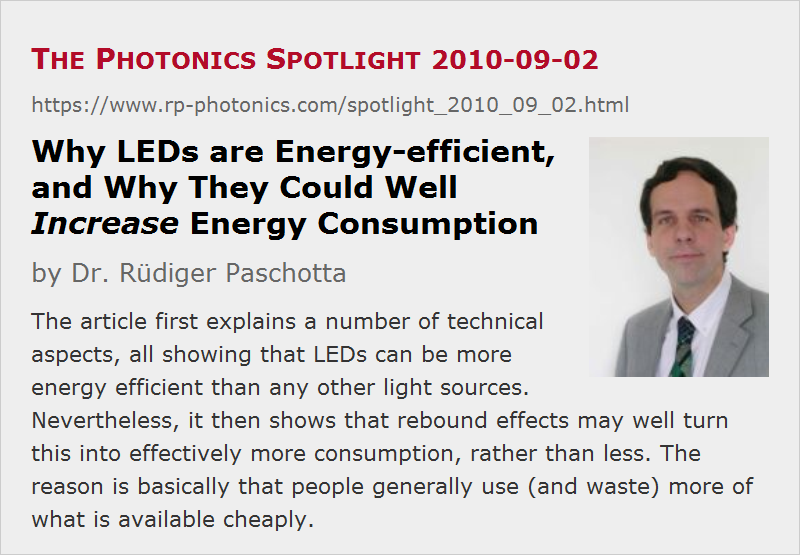 The Photonics Spotlight 2010-09-02
https://www.rp-photonics.com/spotlight_2010_09_02.html
Why LEDs are Energy-efficient,
and Why They Could Well
Increase Energy Consumption
by Dr. Rüdiger Paschotta
The article first explains a number of technical
aspects, all showing that LEDs can be more
energy efficient than any other light sources.
Nevertheless, it then shows that rebound effects may well turn
this into effectively more consumption, rather than less. The
reason is basically that people generally use (and waste) more of
what is available cheaply.